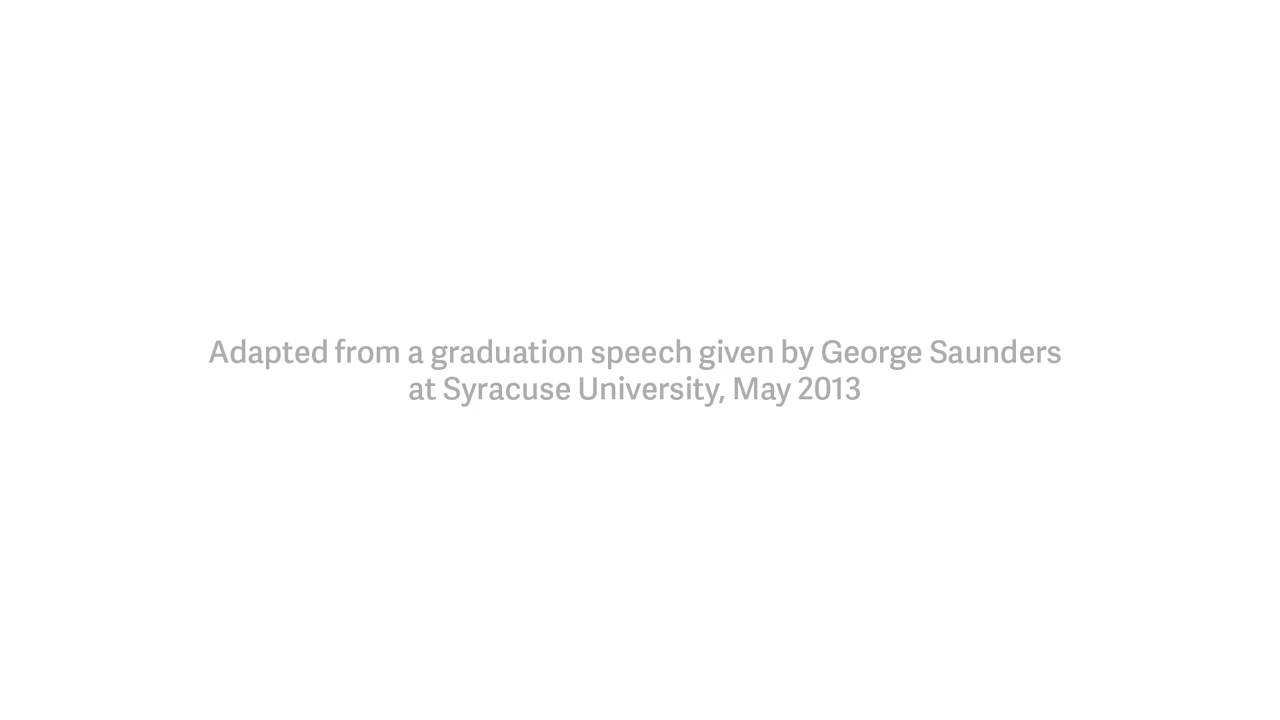 Adapted from a graduation speech given by George Saunders
at Syracuse University, May 2013